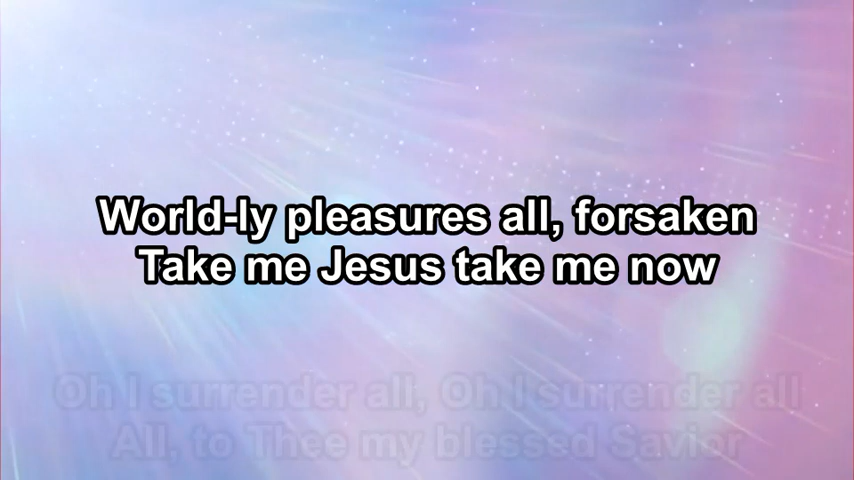 World-ly pleasures all, forsaken
Take me Jesus take me now
Oh I surrender all, Oh I surrender all
All, to Thee my blessed Savior